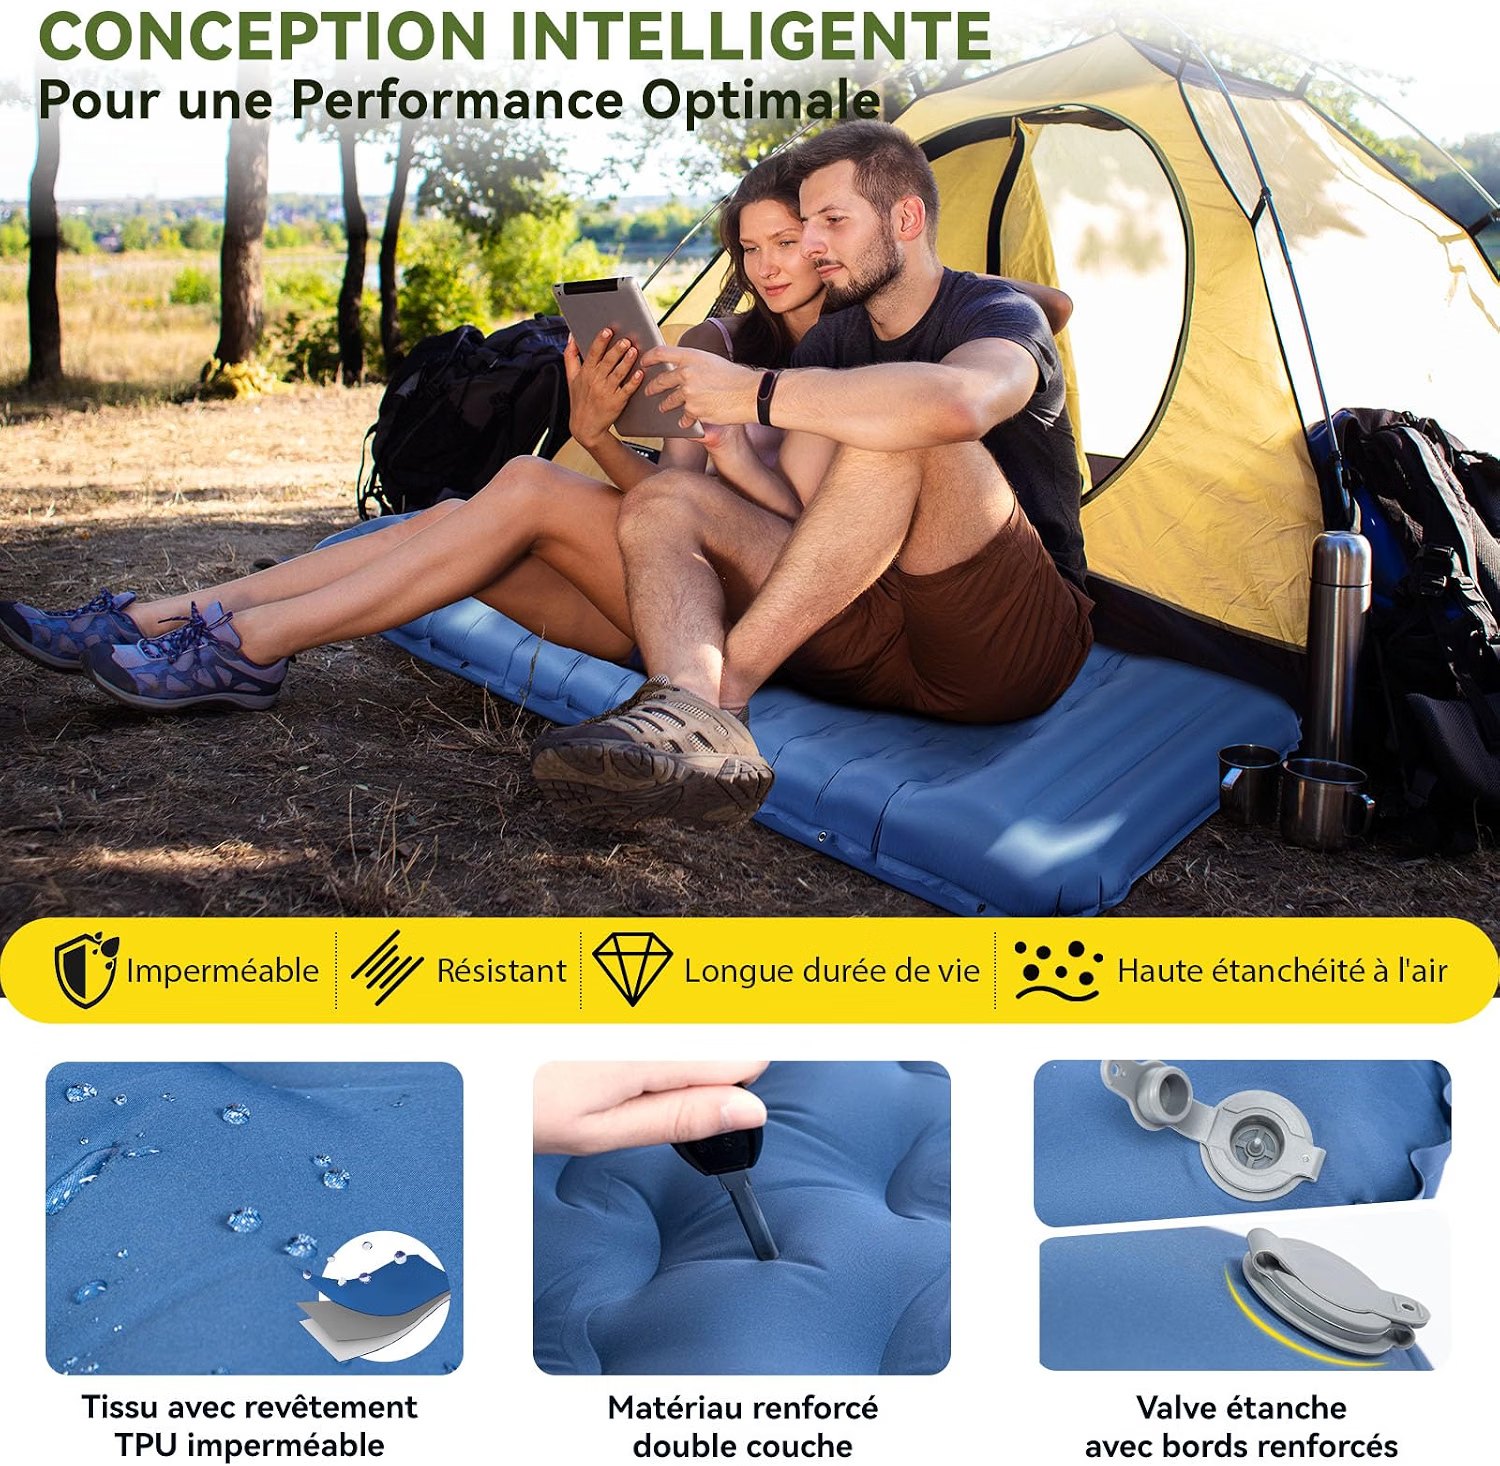 CONCEPTION INTELLIGENTE
Pour une Performance Optimale
Imperméable
Résistant
Longue durée de vie
Haute étanchéité à l'air
Tissu avec revêtement
TPU imperméable
Matériau renforcé
double couche
Valve étanche
avec bords renforcés